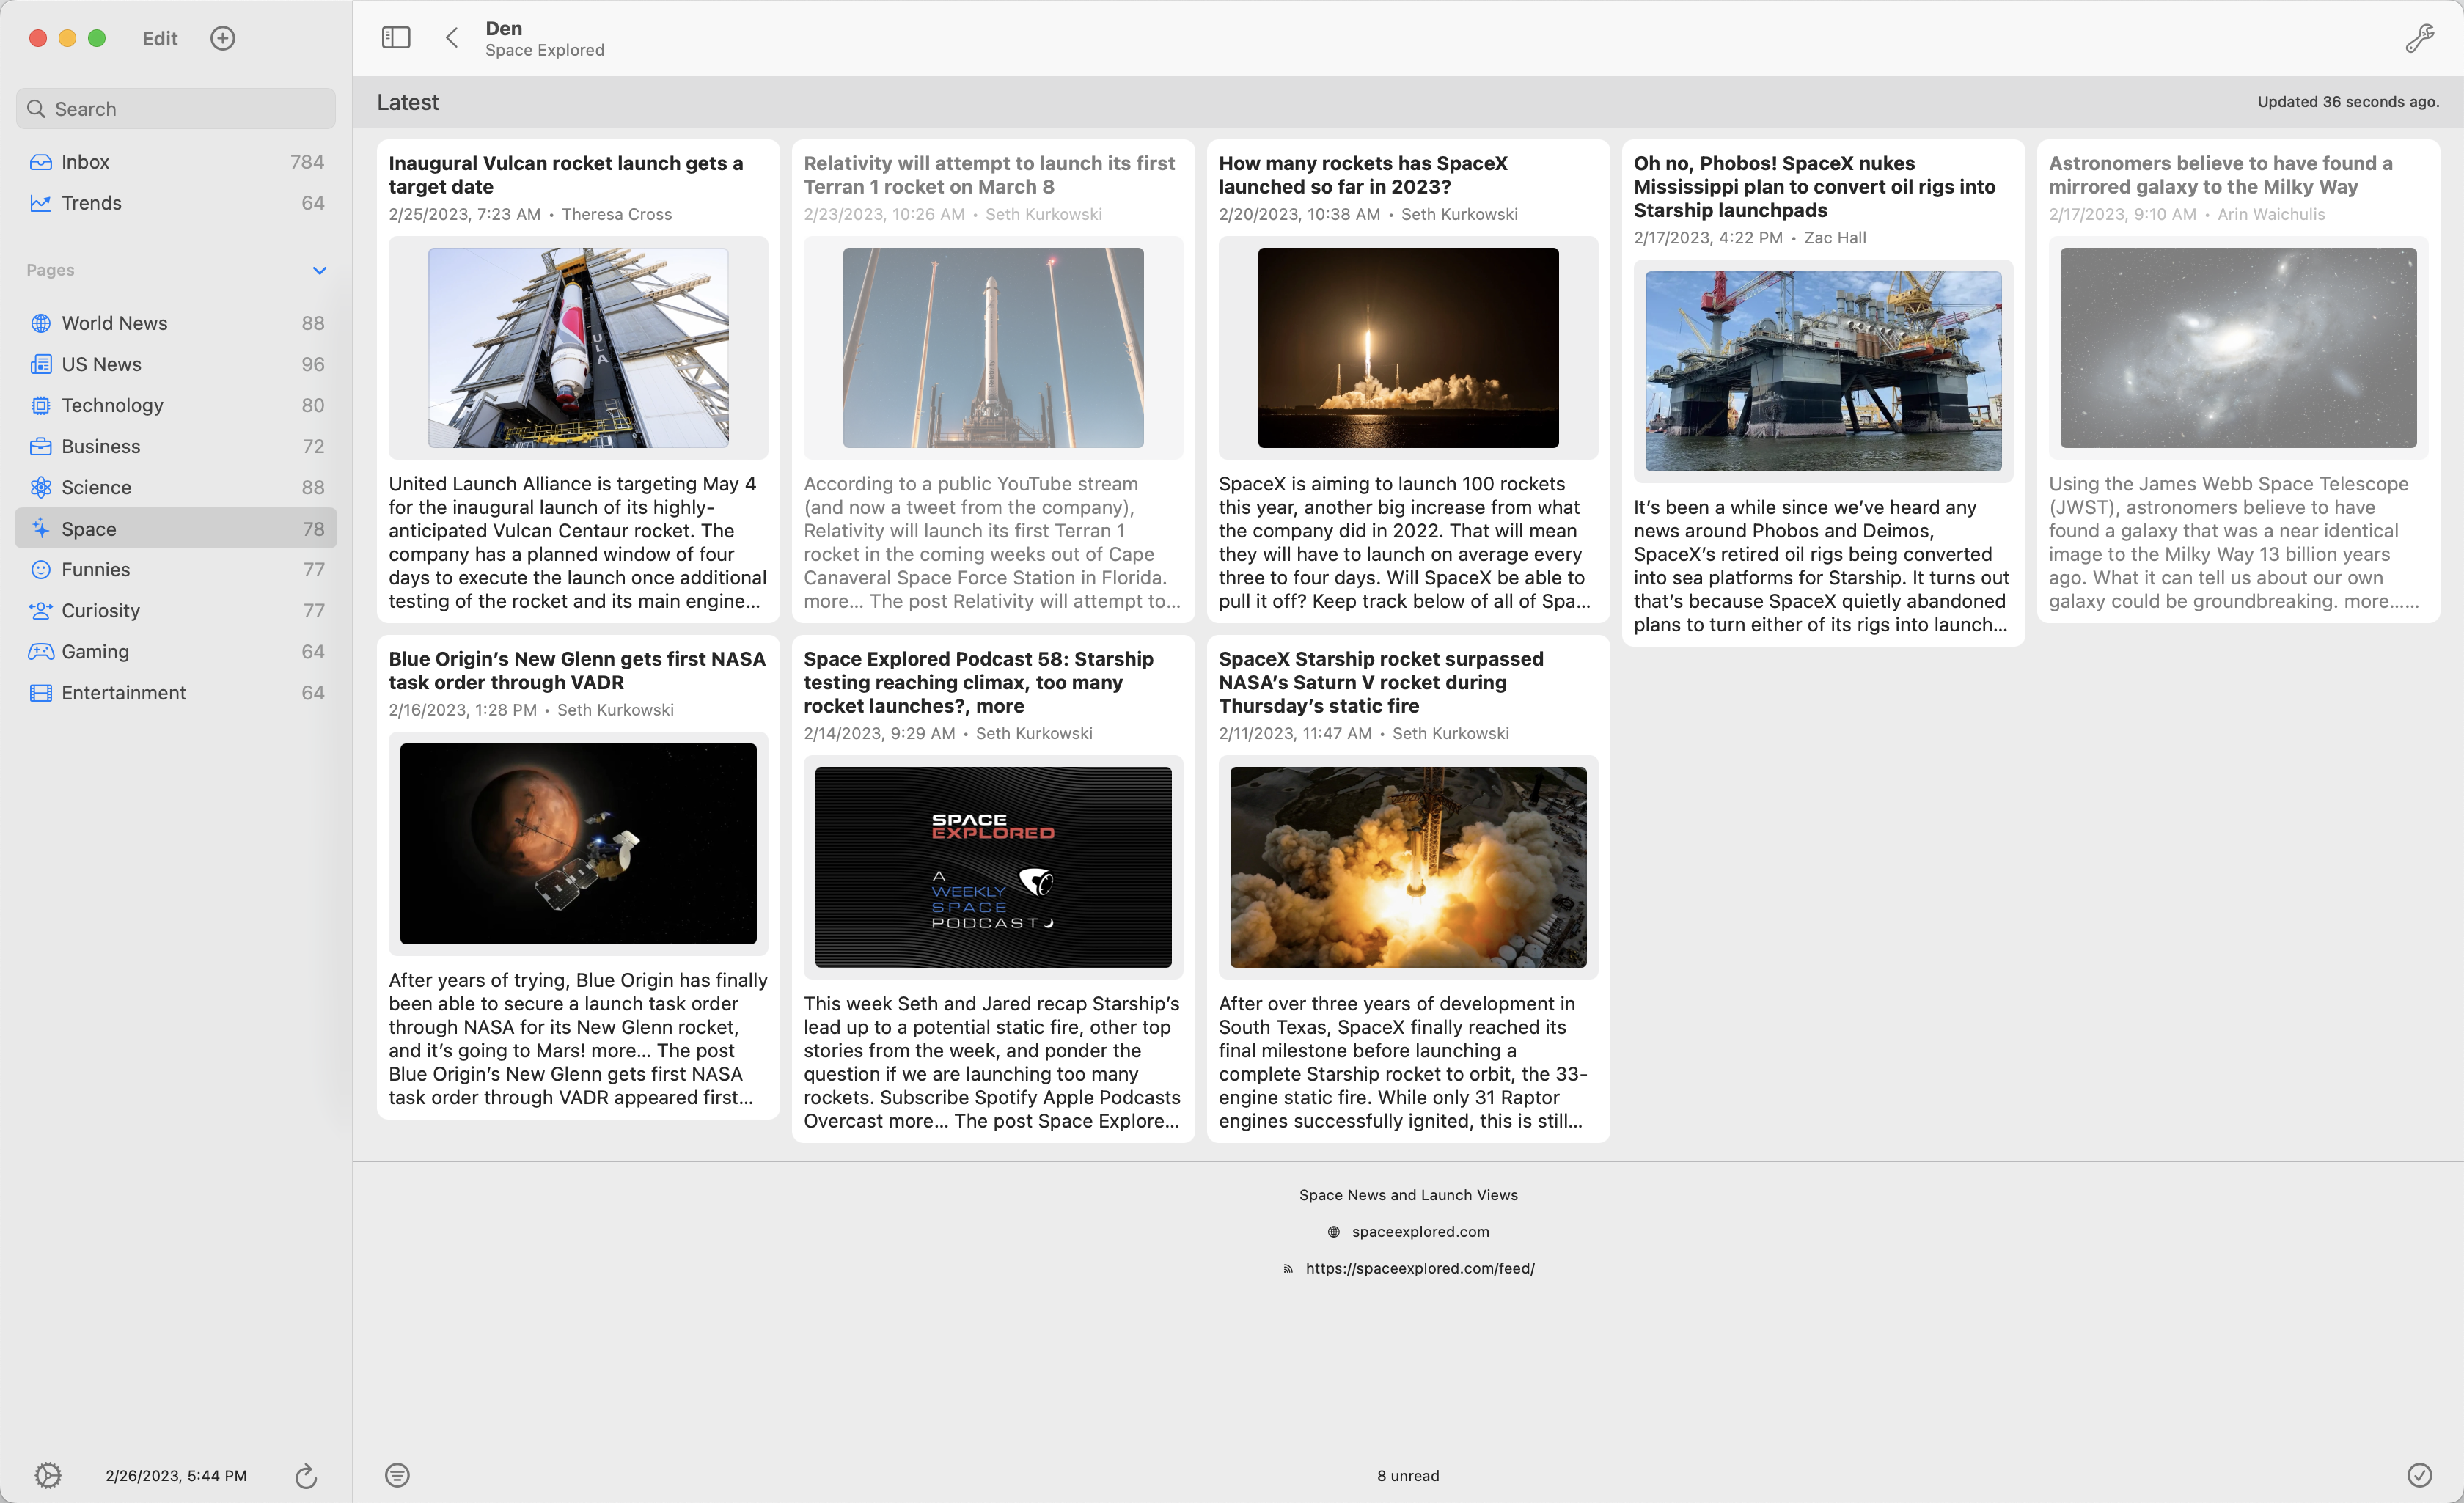 Edit
Search
Inbox 784
Trends 64
Pages
World News 88
US News 96
Technology 80
Business 72
Science 88
Space 78
Funnies 77
Curiosity 77
Gaming 64
Entertainment 64
2/26/2023, 5:44 PM
Den
Space Explored
Latest
Updated 36 seconds ago.
Inaugural Vulcan rocket launch gets a
target date
2/25/2023, 7:23 AM • Theresa Cross
ULA
United Launch Alliance is targeting May 4
for the inaugural launch of its highly-
anticipated Vulcan Centaur rocket. The
company has a planned window of four
days to execute the launch once additional
testing of the rocket and its main engine...
Relativity will attempt to launch its first
Terran 1 rocket on March 8
2/23/2023, 10:26 AM • Seth Kurkowski
According to a public YouTube stream
(and now a tweet from the company),
Relativity will launch its first Terran 1
rocket in the coming weeks out of Cape
Canaveral Space Force Station in Florida.
more… The post Relativity will attempt to...
How many rockets has SpaceX
launched so far in 2023?
2/20/2023, 10:38 AM • Seth Kurkowski
SpaceX is aiming to launch 100 rockets
this year, another big increase from what
the company did in 2022. That will mean
they will have to launch on average every
three to four days. Will SpaceX be able to
pull it off? Keep track below of all of Spa...
Oh no, Phobos! SpaceX nukes
Mississippi plan to convert oil rigs into
Starship launchpads
2/17/2023, 4:22 PM • Zac Hall
It’s been a while since we’ve heard any
news around Phobos and Deimos,
SpaceX’s retired oil rigs being converted
into sea platforms for Starship. It turns out
that’s because SpaceX quietly abandoned
plans to turn either of its rigs into launch...
Astronomers believe to have found a
mirrored galaxy to the Milky Way
2/17/2023, 9:10 AM • Arin Waichulis
Using the James Webb Space Telescope
(JWST), astronomers believe to have
found a galaxy that was a near identical
image to the Milky Way 13 billion years
ago. What it can tell us about our own
galaxy could be groundbreaking. more…...
Blue Origin’s New Glenn gets first NASA
task order through VADR
2/16/2023, 1:28 PM • Seth Kurkowski
After years of trying, Blue Origin has finally
been able to secure a launch task order
through NASA for its New Glenn rocket,
and it’s going to Mars! more… The post
Blue Origin’s New Glenn gets first NASA
task order through VADR appeared first...
Space Explored Podcast 58: Starship
testing reaching climax, too many
rocket launches?, more
2/14/2023, 9:29 AM • Seth Kurkowski
SPACE
EXPLORED
A
WEEKLY
SPACE
PODCAST
This week Seth and Jared recap Starship’s
lead up to a potential static fire, other top
stories from the week, and ponder the
question if we are launching too many
rockets. Subscribe Spotify Apple Podcasts
Overcast more… The post Space Explore...
SpaceX Starship rocket surpassed
NASA’s Saturn V rocket during
Thursday’s static fire
2/11/2023, 11:47 AM • Seth Kurkowski
After over three years of development in
South Texas, SpaceX finally reached its
final milestone before launching a
complete Starship rocket to orbit, the 33-
engine static fire. While only 31 Raptor
engines successfully ignited, this is still...
Space News and Launch Views
spaceexplored.com
https://spaceexplored.com/feed/
8 unread